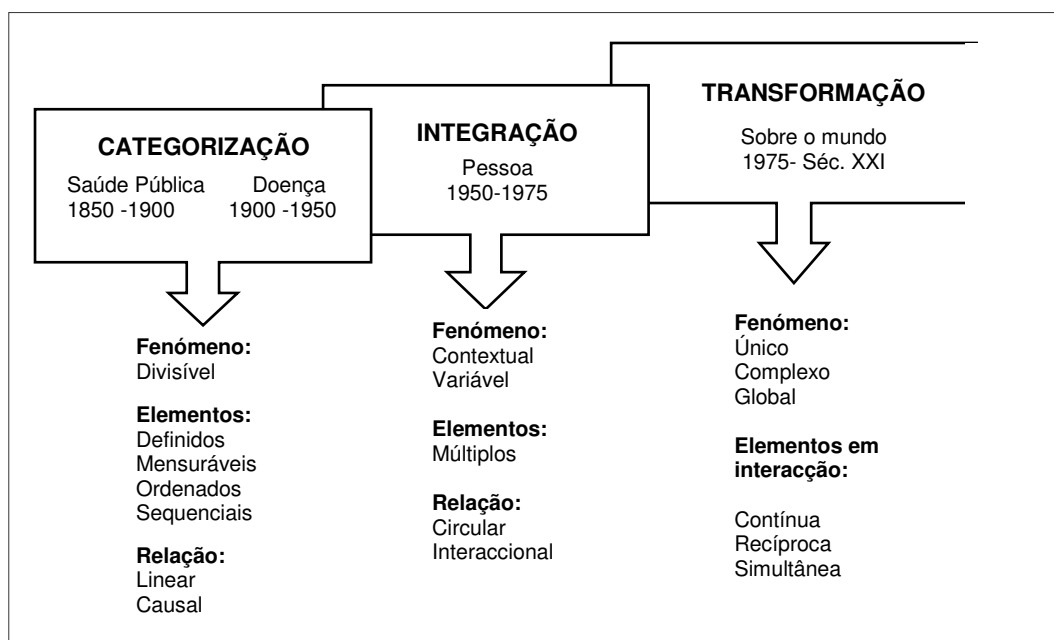 CATEGORIZAÇÃO
Saúde Pública Doença
1850 -1900 1900 -1950
Fenómeno:
Divisível
Elementos:
Definidos
Mensuráveis
Ordenados
Sequenciais
Relação:
Linear
Causal
INTEGRAÇÃO
Pessoa
1950-1975
Fenómeno:
Contextual
Variável
Elementos:
Múltiplos
Relação:
Circular
Interaccional
TRANSFORMAÇÃO
Sobre o mundo
1975- Séc. XXI
Fenómeno:
Único
Complexo
Global
Elementos em
interacção:
Contínua
Recíproca
Simultânea